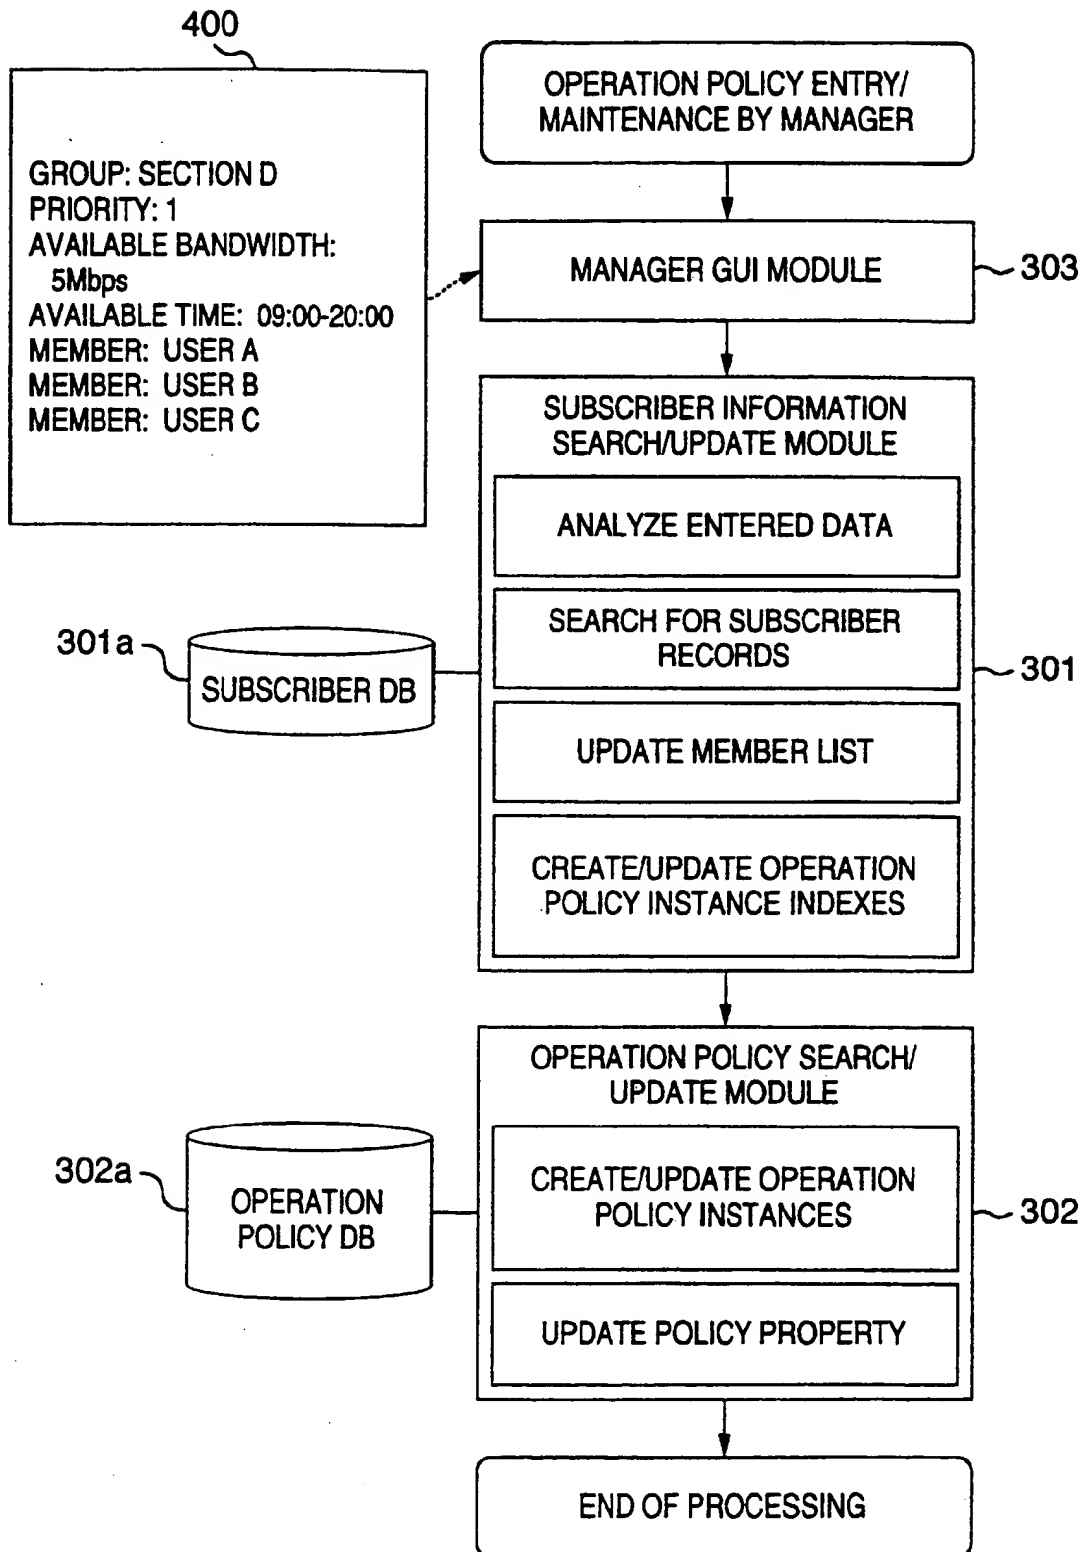 400
OPERATION POLICY ENTRY/
MAINTENANCE BY MANAGER
GROUP: SECTION D
PRIORITY: 1
AVAILABLE BANDWIDTH:
5Mbps
AVAILABLE TIME: 09:00-20:00
MEMBER: USER A
MEMBER: USER B
MEMBER: USER C
MANAGER GUI MODULE
303
SUBSCRIBER INFORMATION
SEARCH/UPDATE MODULE
ANALYZE ENTERED DATA
SEARCH FOR SUBSCRIBER
RECORDS
UPDATE MEMBER LIST
CREATE/UPDATE OPERATION
POLICY INSTANCE INDEXES
301
301a
SUBSCRIBER DB
OPERATION POLICY SEARCH/
UPDATE MODULE
CREATE/UPDATE OPERATION
POLICY INSTANCES
UPDATE POLICY PROPERTY
302
302a
OPERATION
POLICY DB
END OF PROCESSING